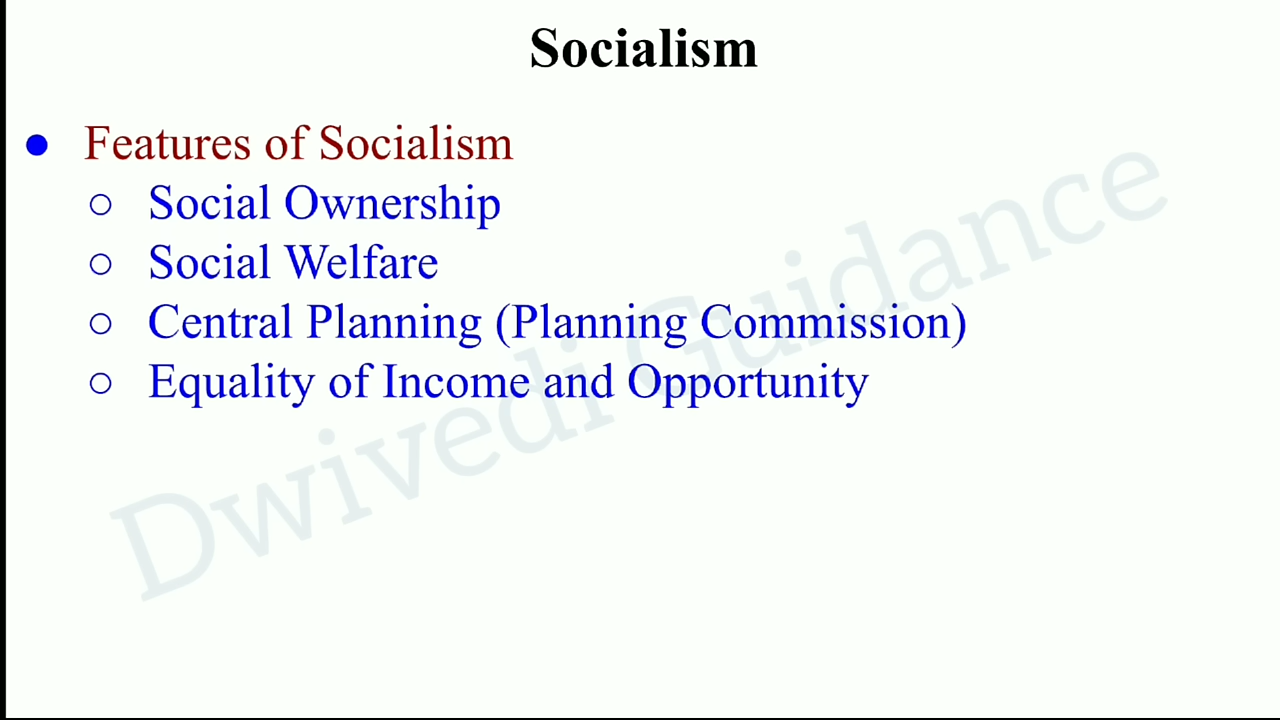 Socialism
● Features of Socialism
○ Social Ownership
○ Social Welfare
○ Central Planning (Planning Commission)
○ Equality of Income and Opportunity
Dwivedi Guidance